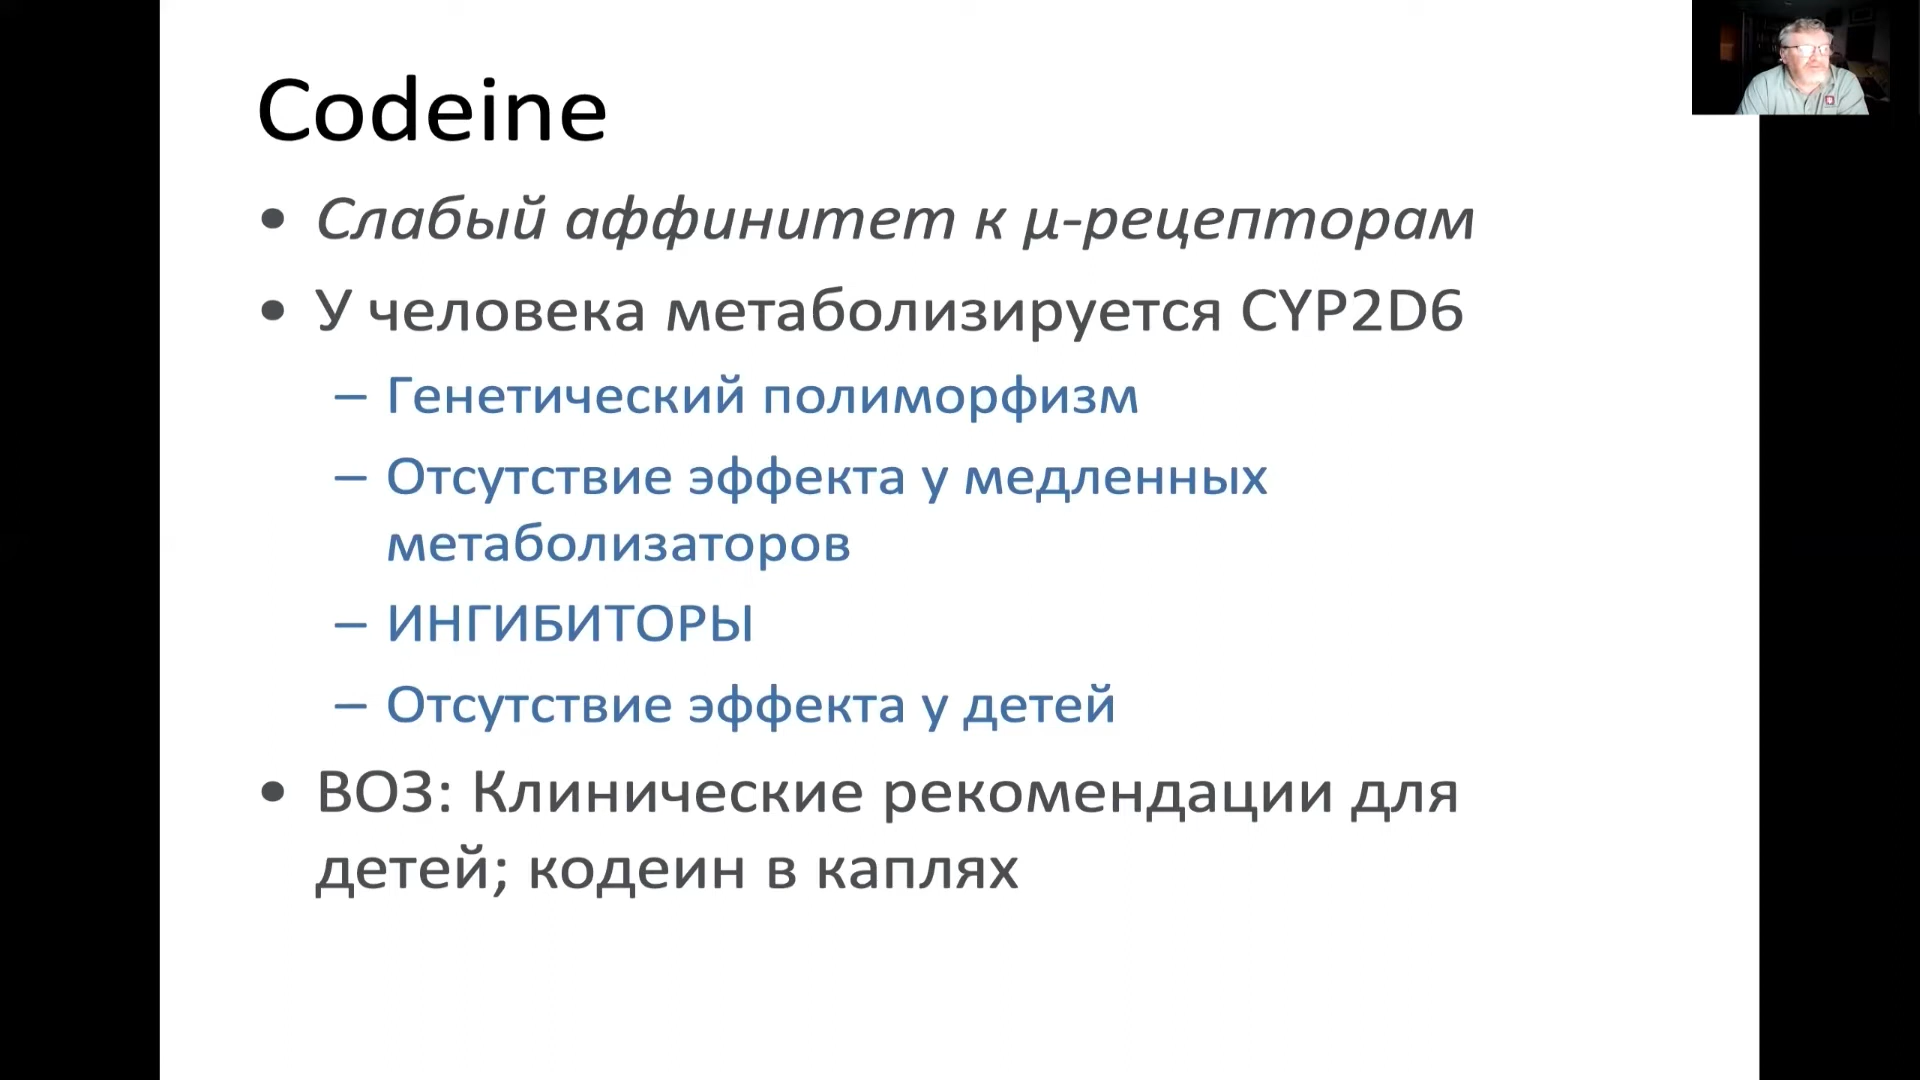 Codeine
• Слабый аффинитет к μ-рецепторам
• У человека метаболизируется CYP2D6
– Генетический полиморфизм
– Отсутствие эффекта у медленных
метаболизаторов
– ИНГИБИТОРЫ
– Отсутствие эффекта у детей
• ВОЗ: Клинические рекомендации для
детей; кодеин в каплях